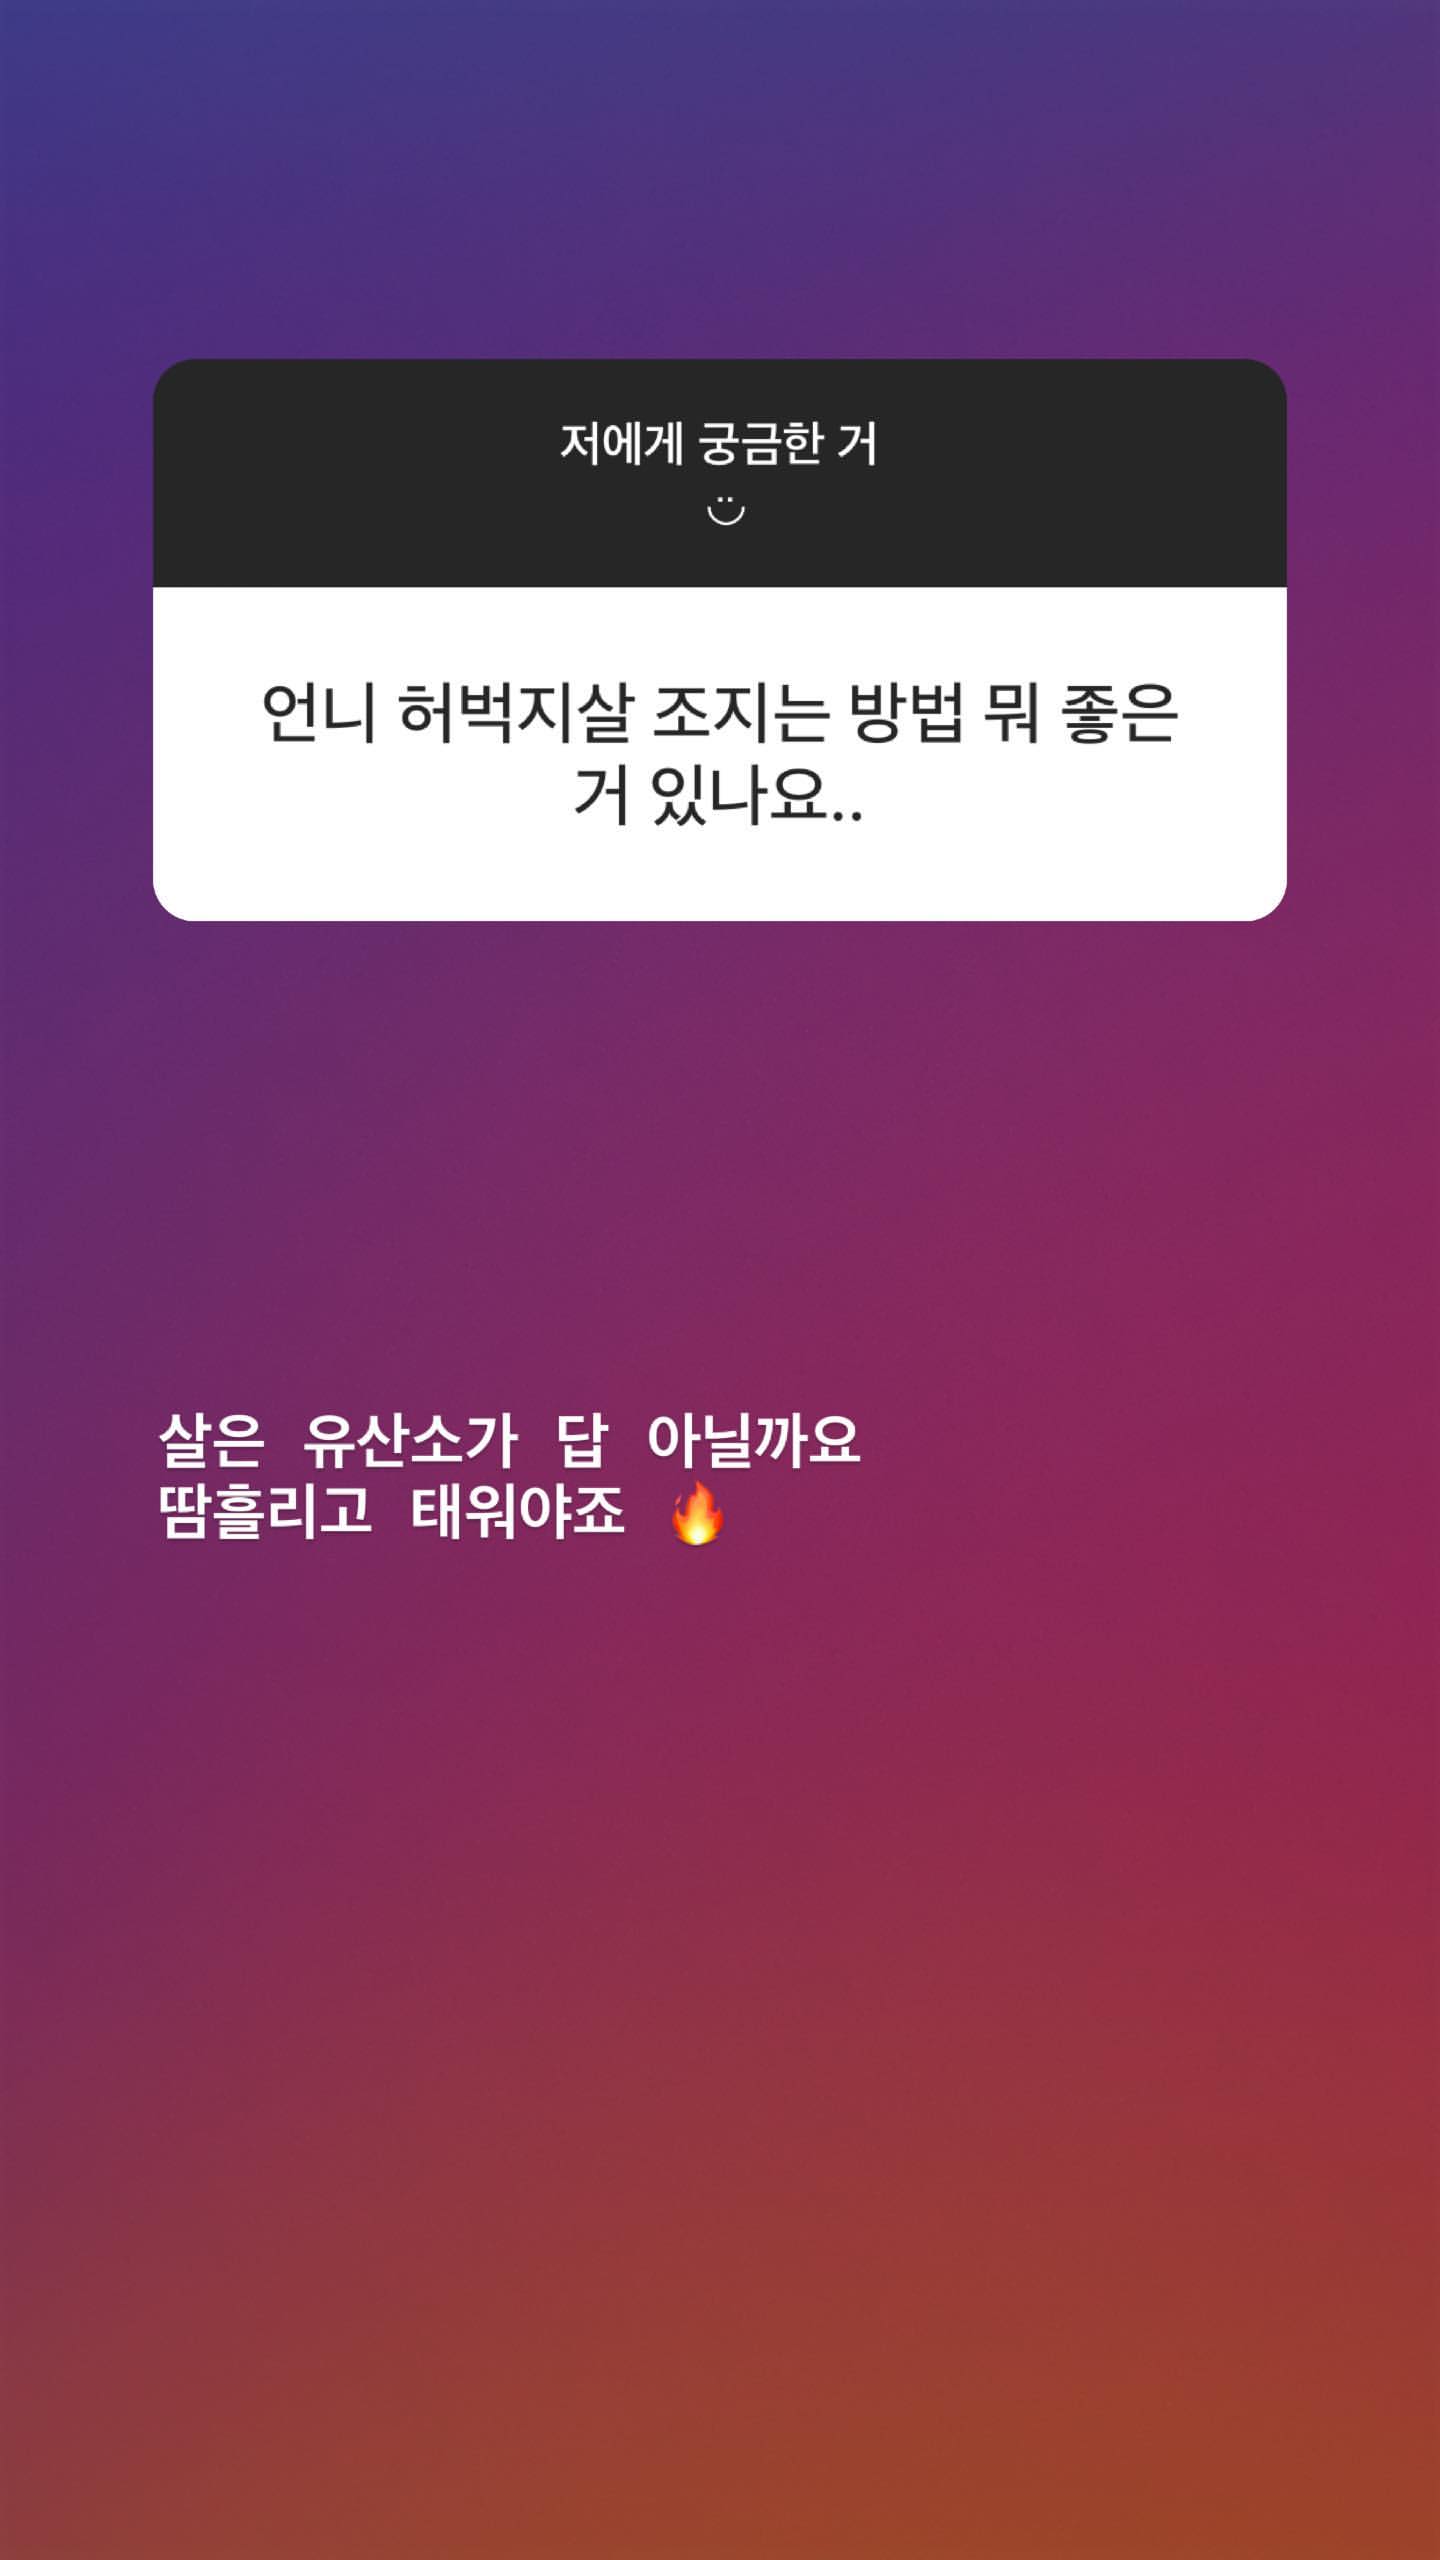 저에게 궁금한 거
ت
언니 허벅지살 조지는 방법 뭐 좋은
거 있나요..
살은 유산소가 답 아닐까요
땀흘리고 태워야죠 🔥